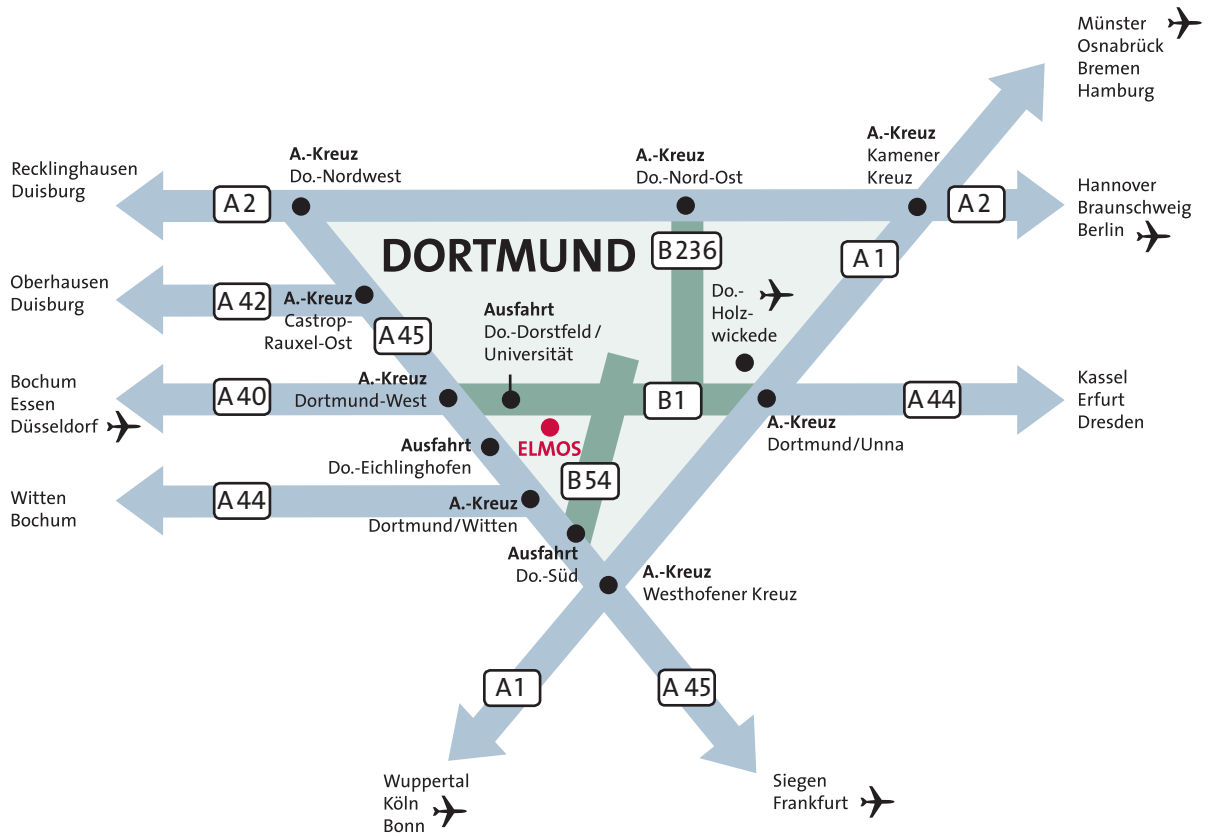 Münster
Osnabrück
Bremen
Hamburg
A.-Kreuz
Kamener
Kreuz
A.-Kreuz
Do.-Nordwest
A.-Kreuz
Do.-Nord-Ost
Recklinghausen
Duisburg
A 2
A 2
Hannover
Braunschweig
Berlin
DORTMUND
B 236
A 1
Oberhausen
Duisburg
A 42
A.-Kreuz
Castrop-
Rauxel-Ost
A 45
Ausfahrt
Do.-Dorstfeld /
Universität
Do.-
Holz-
wickede
Bochum
Essen
Düsseldorf
A 40
A.-Kreuz
Dortmund-West
B 1
A 44
Kassel
Erfurt
Dresden
A.-Kreuz
Dortmund/Unna
Ausfahrt
Do.-Eichlinghofen
ELMOS
B 54
Witten
Bochum
A 44
A.-Kreuz
Dortmund/Witten
Ausfahrt
Do.-Süd
A.-Kreuz
Westhofener Kreuz
A 1
A 45
Wuppertal
Köln
Bonn
Siegen
Frankfurt